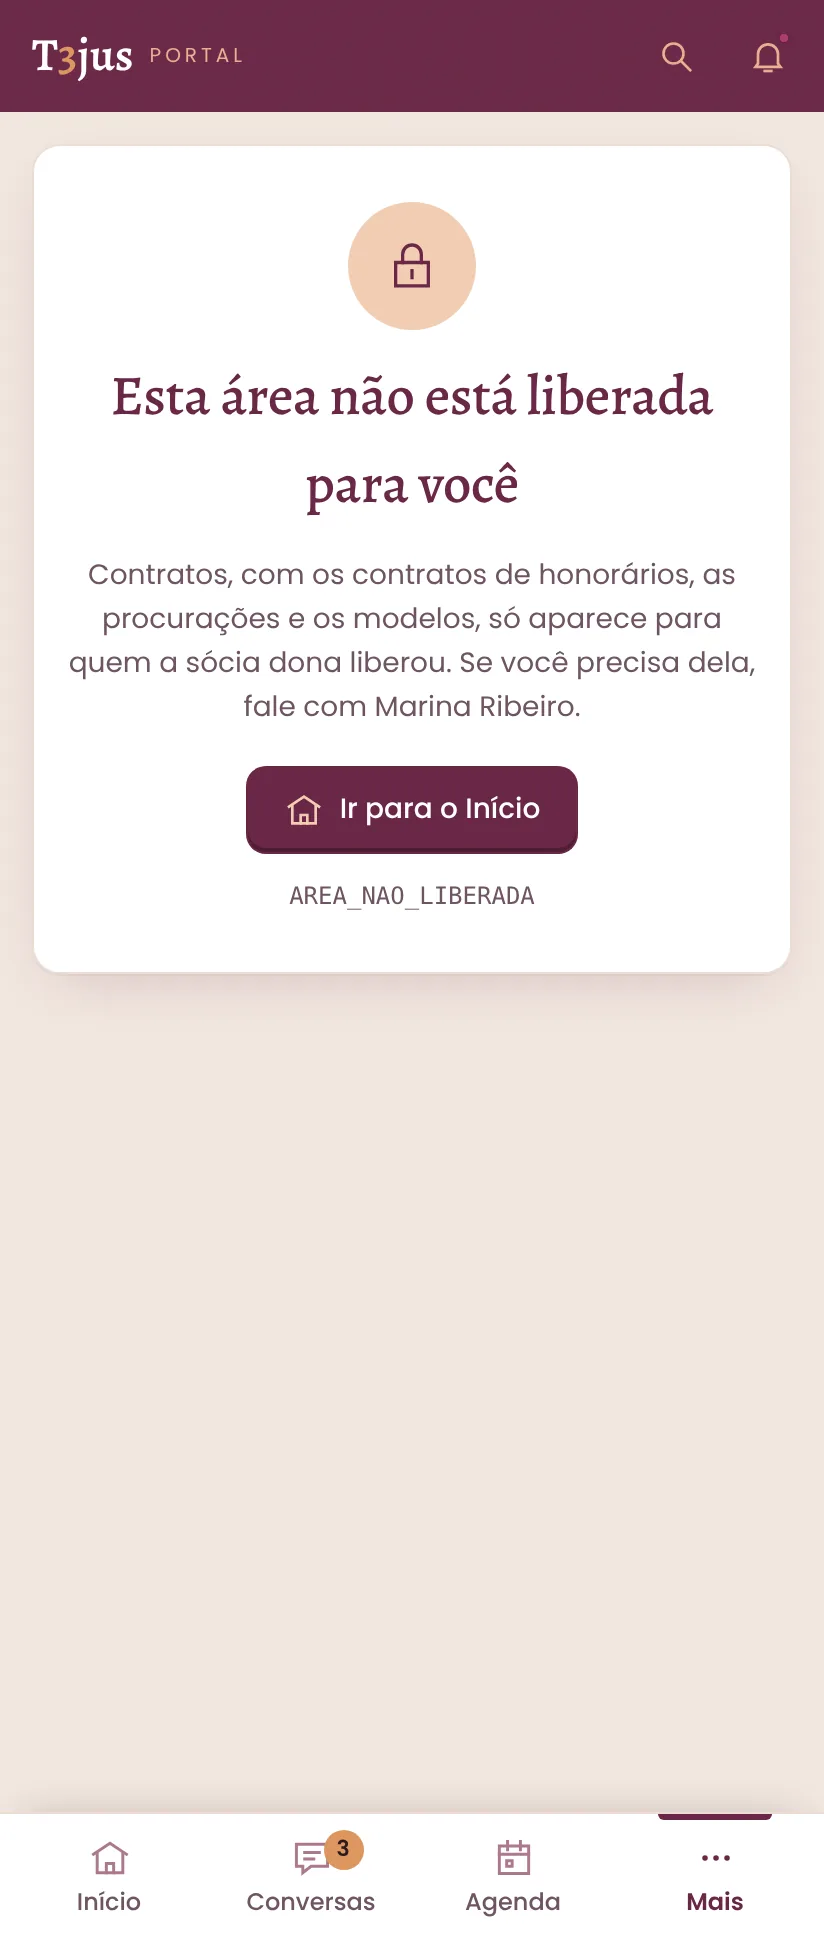 T3jus PORTAL
Esta área não está liberada
para você
Contratos, com os contratos de honorários, as
procurações e os modelos, só aparece para
quem a sócia dona liberou. Se você precisa dela,
fale com Marina Ribeiro.
Ir para o Início
AREA_NAO_LIBERADA
3
Início
Conversas
Agenda
Mais